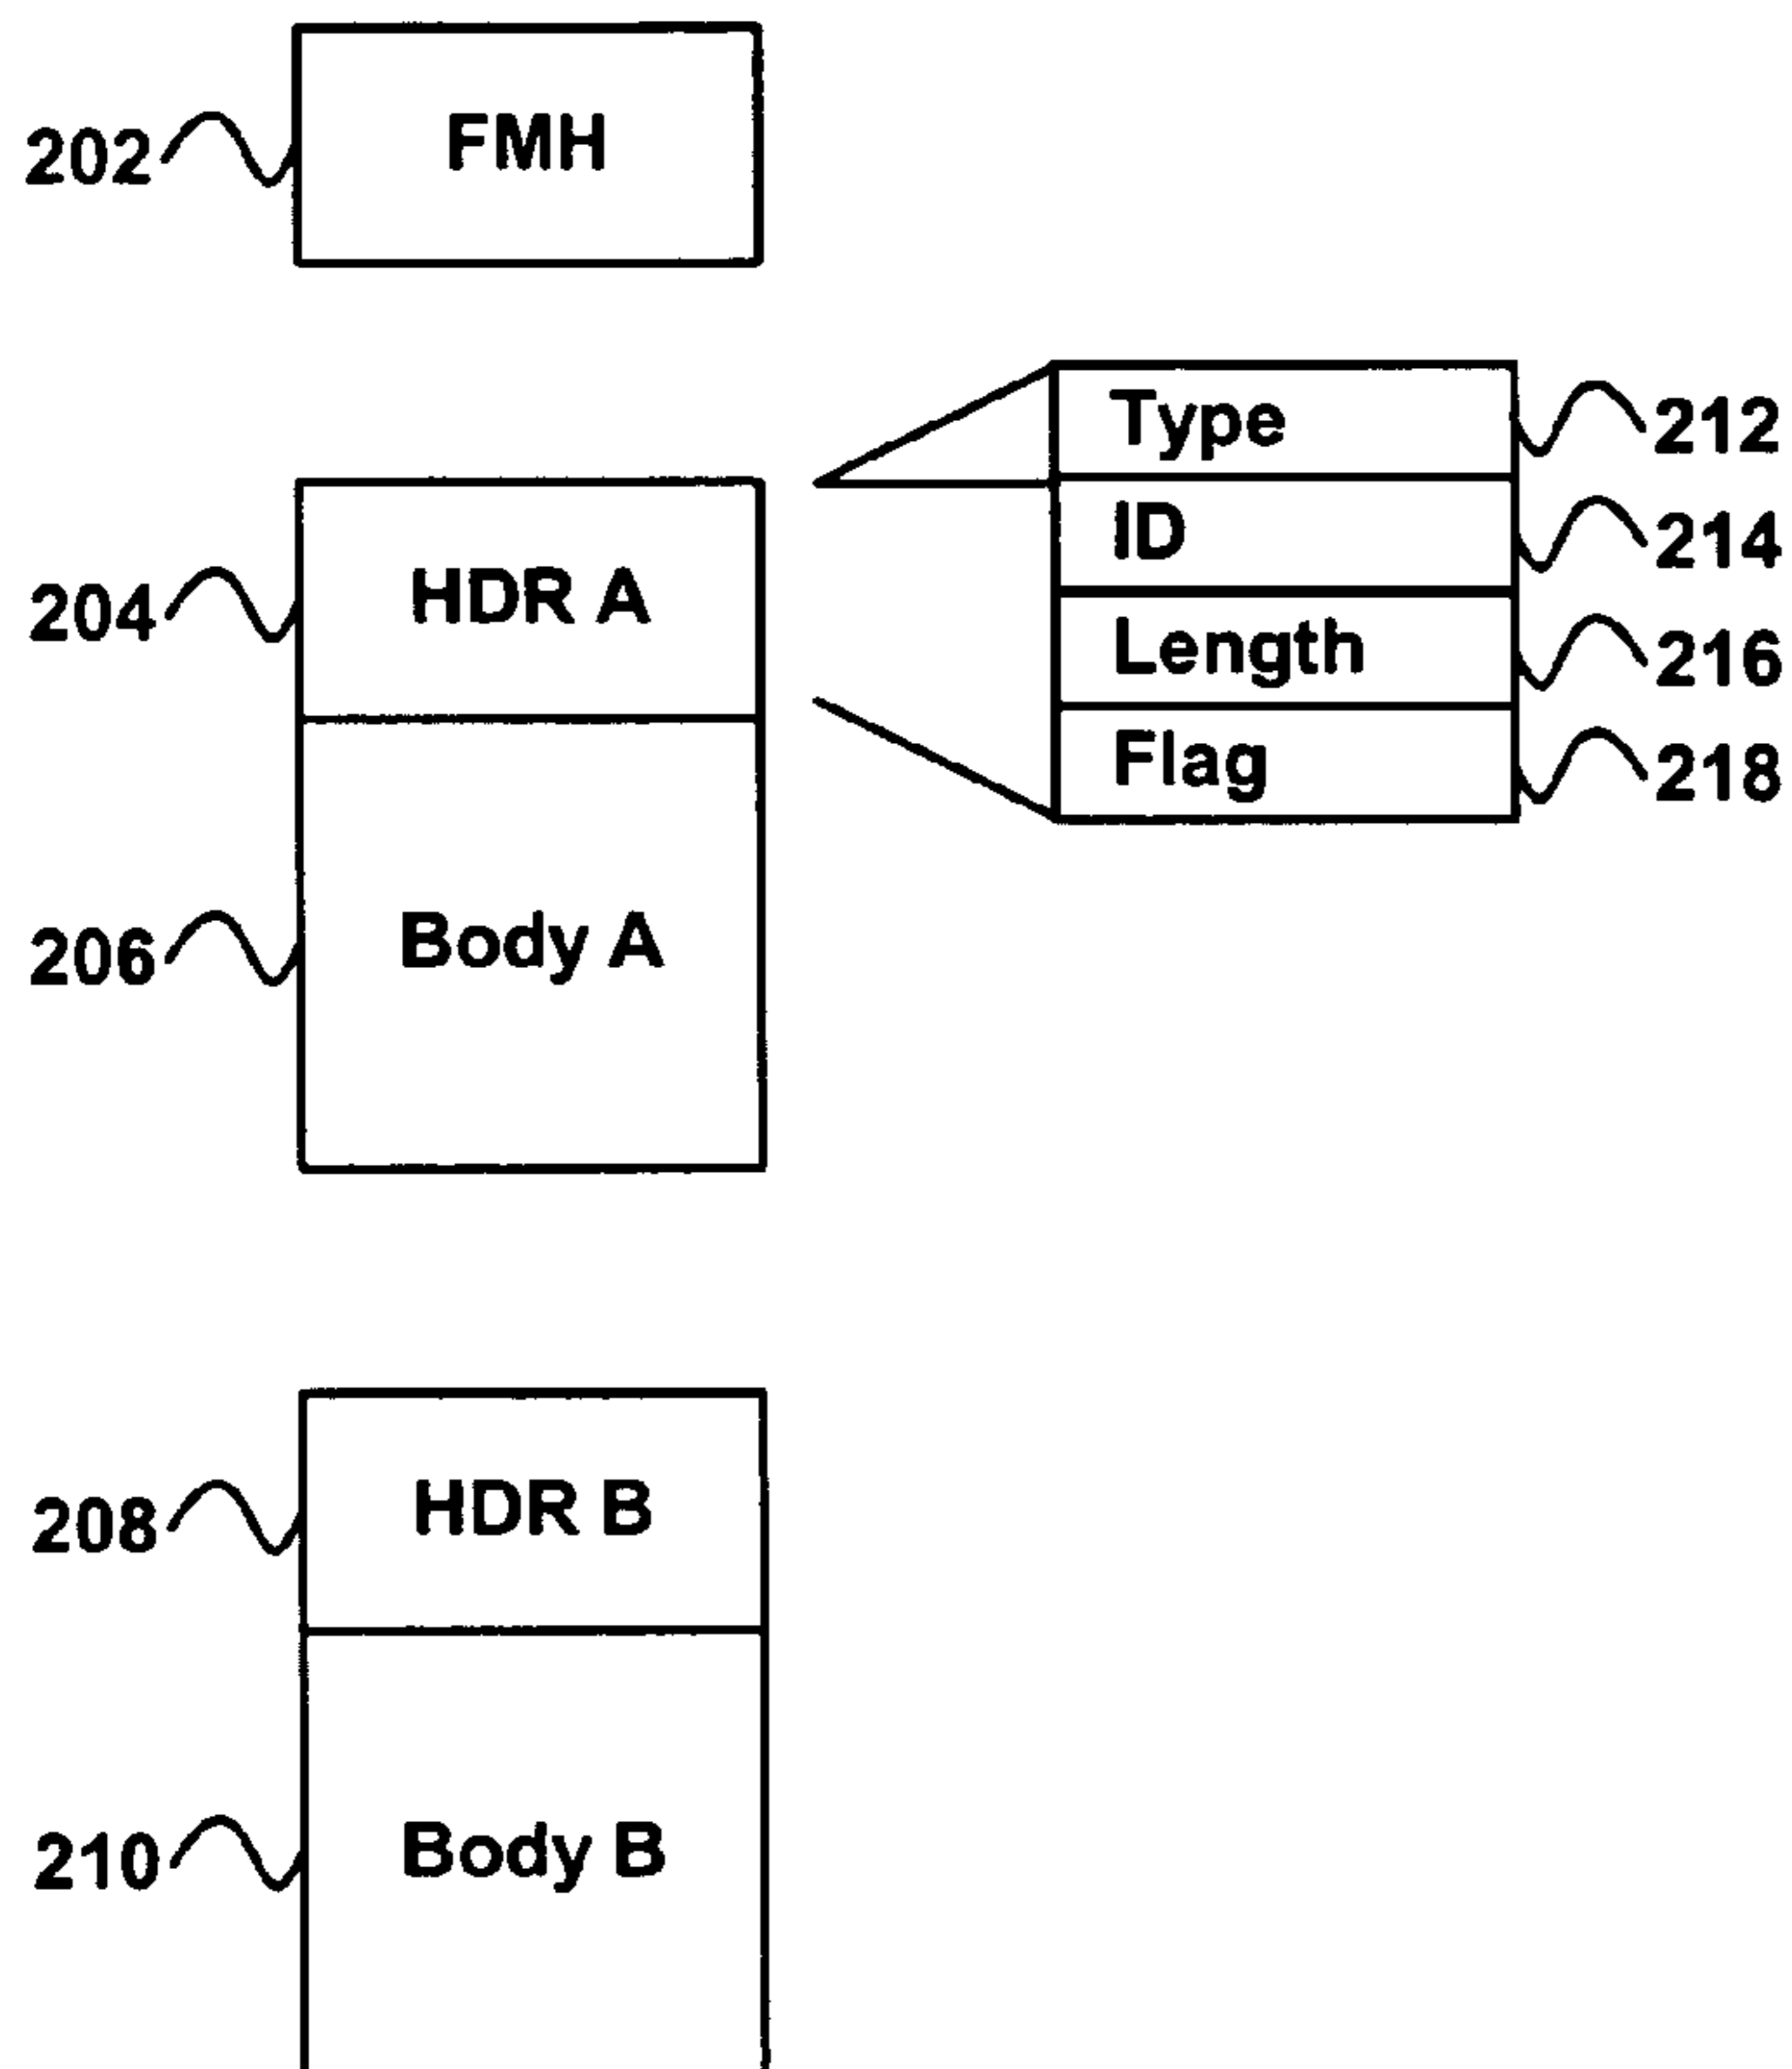 202 FMH
Type 212
ID 214
204 HDR A
Length 216
Flag 218
206 Body A
208 HDR B
210 Body B